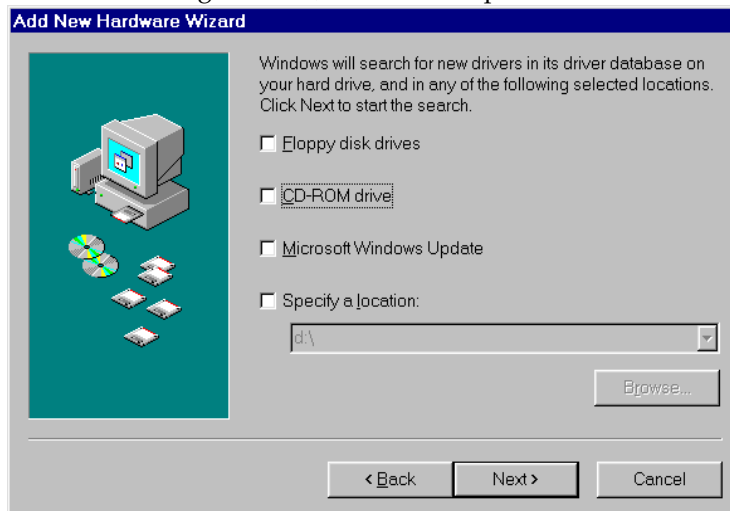 Add New Hardware Wizard
Windows will search for new drivers in its driver database on
your hard drive, and in any of the following selected locations.
Click Next to start the search.
Floppy disk drives
CD-ROM drive
Microsoft Windows Update
Specify a location:
d:\
Browse...
< Back
Next >
Cancel